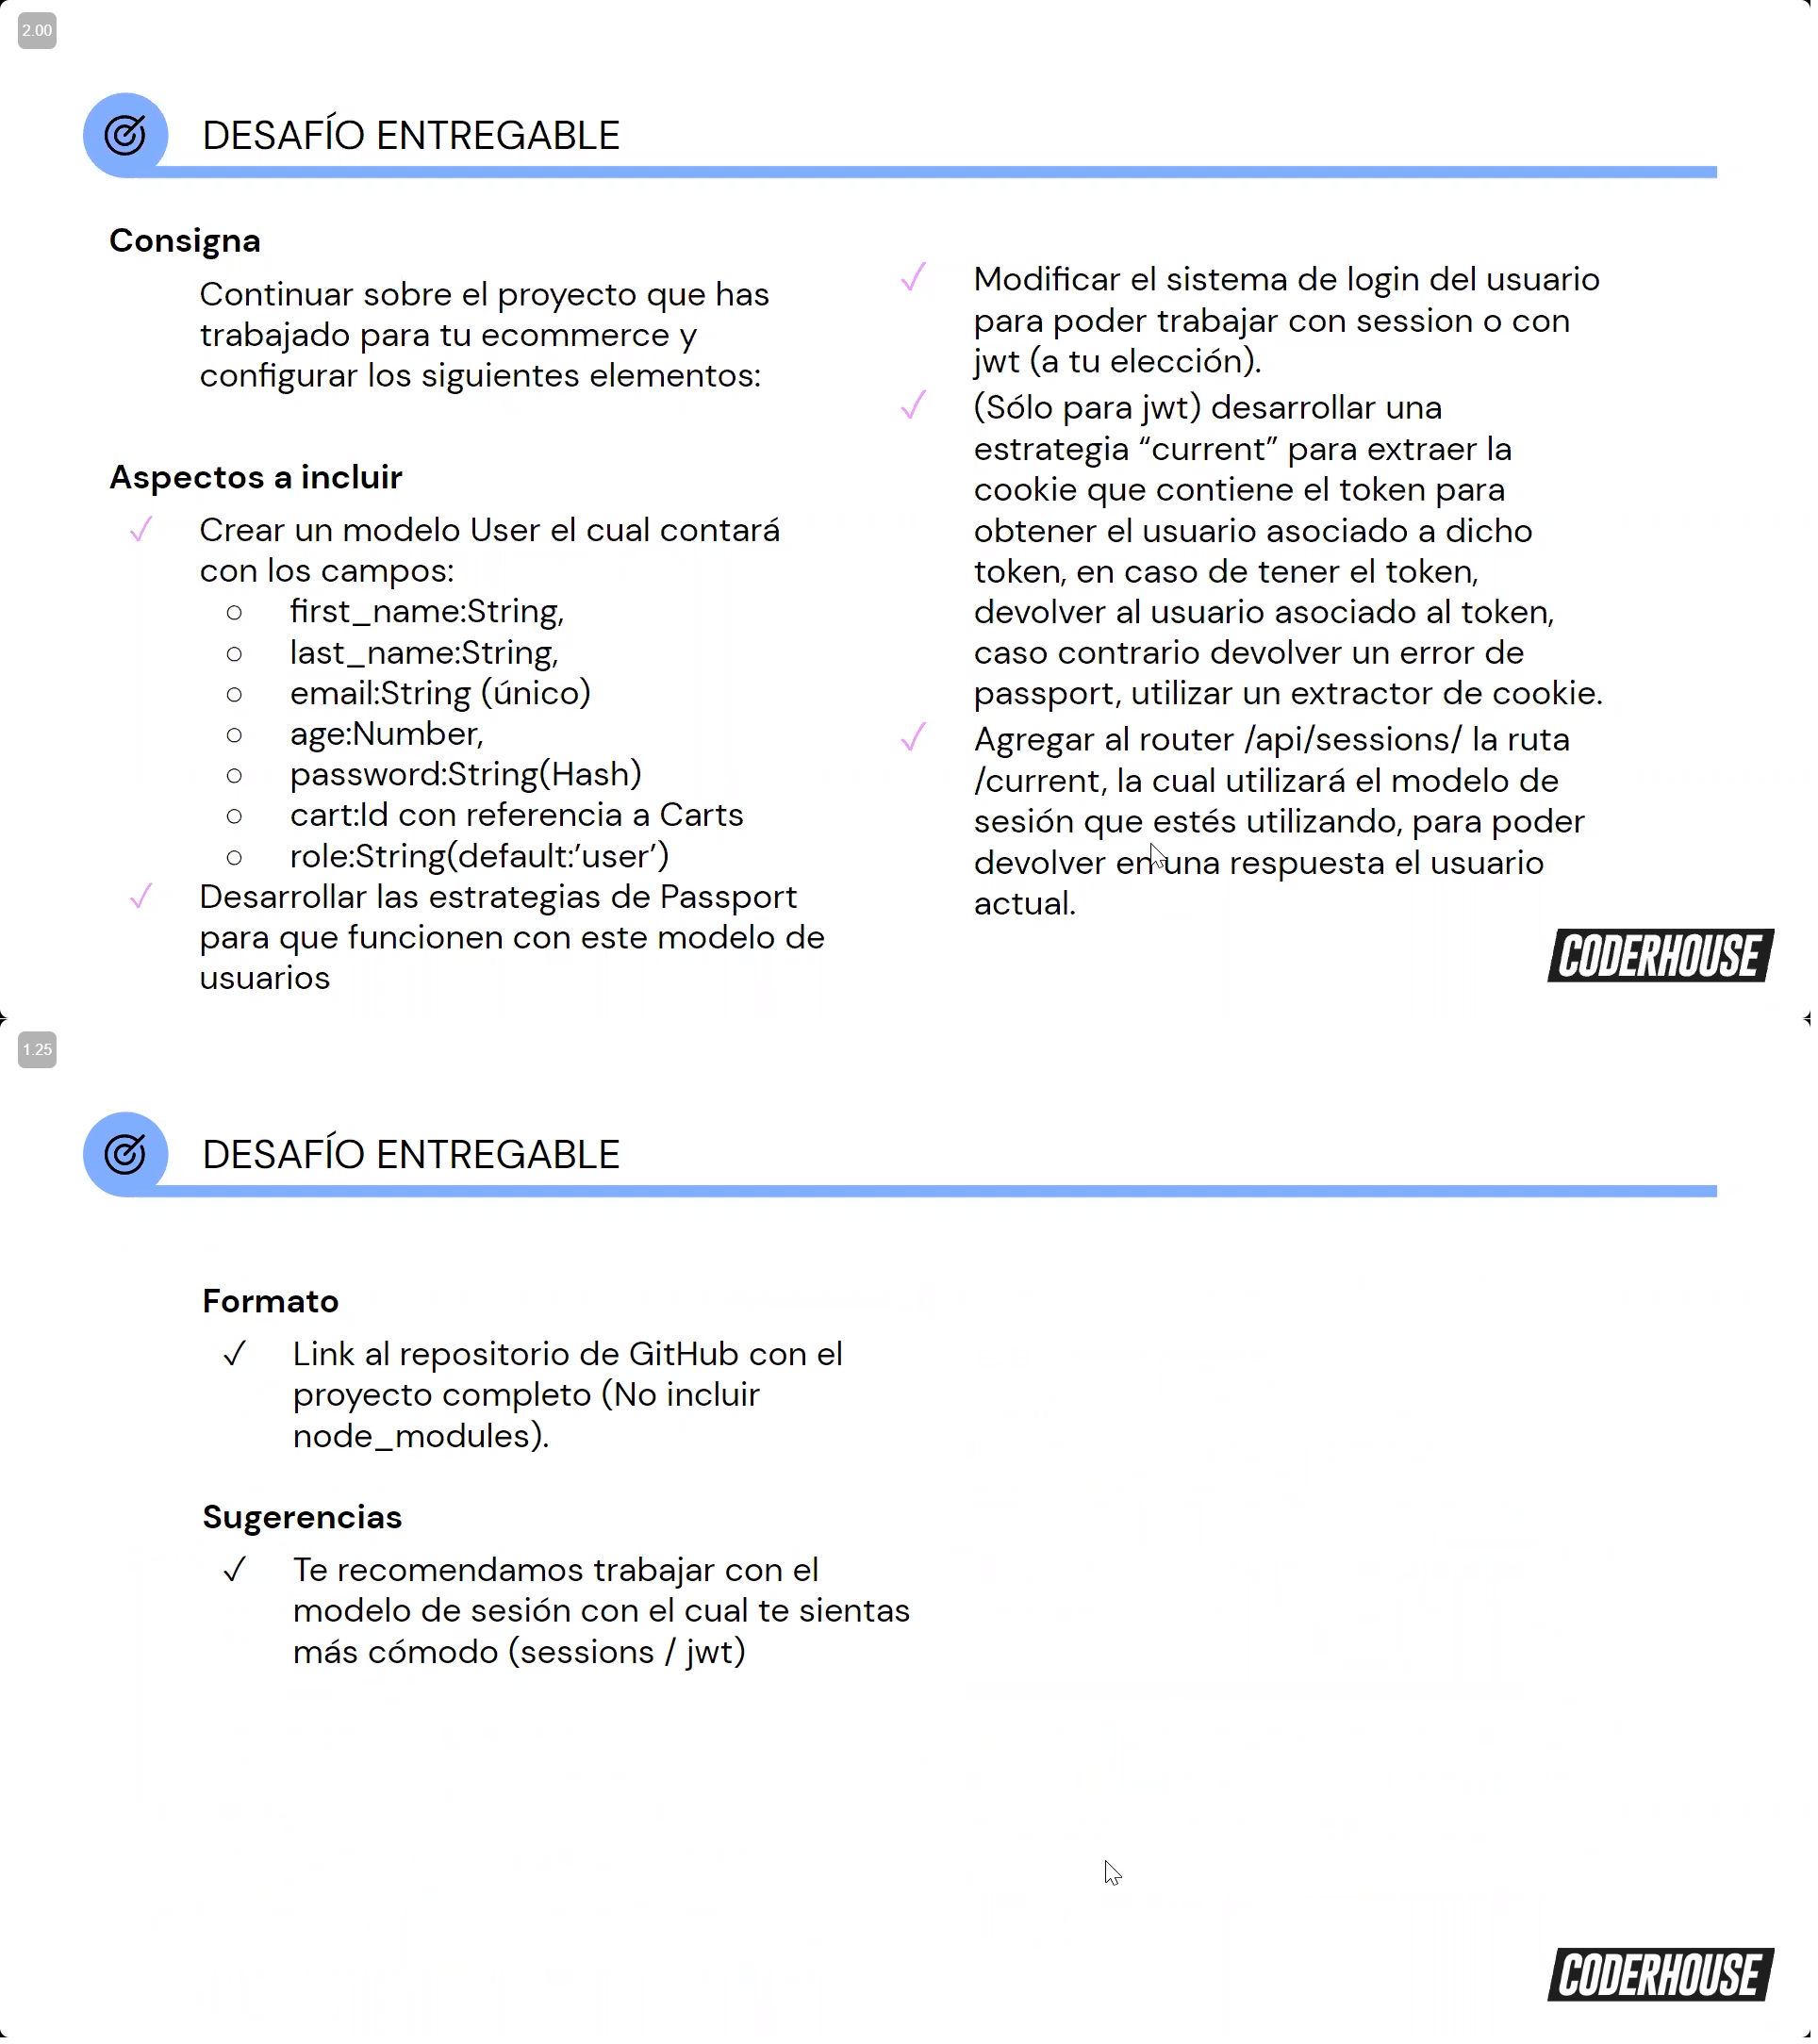 2.00
DESAFÍO ENTREGABLE
Consigna
Continuar sobre el proyecto que has
trabajado para tu ecommerce y
configurar los siguientes elementos:
Aspectos a incluir
✓ Crear un modelo User el cual contará
con los campos:
○ first_name:String,
○ last_name:String,
○ email:String (único)
○ age:Number,
○ password:String(Hash)
○ cart:Id con referencia a Carts
○ role:String(default:’user’)
✓ Desarrollar las estrategias de Passport
para que funcionen con este modelo de
usuarios
✓ Modificar el sistema de login del usuario
para poder trabajar con session o con
jwt (a tu elección).
✓ (Sólo para jwt) desarrollar una
estrategia “current” para extraer la
cookie que contiene el token para
obtener el usuario asociado a dicho
token, en caso de tener el token,
devolver al usuario asociado al token,
caso contrario devolver un error de
passport, utilizar un extractor de cookie.
✓ Agregar al router /api/sessions/ la ruta
/current, la cual utilizará el modelo de
sesión que estés utilizando, para poder
devolver en una respuesta el usuario
actual.
CODERHOUSE
1.25
DESAFÍO ENTREGABLE
Formato
✓ Link al repositorio de GitHub con el
proyecto completo (No incluir
node_modules).
Sugerencias
✓ Te recomendamos trabajar con el
modelo de sesión con el cual te sientas
más cómodo (sessions / jwt)
CODERHOUSE